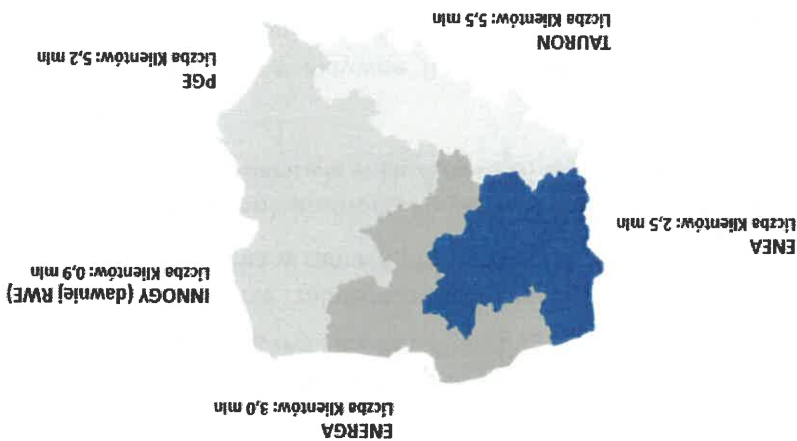 ENERGA
Liczba Klientów: 3,0 mln
INNOGY (dawniej RWE)
Liczba Klientów: 0,9 mln
ENEA
Liczba Klientów: 2,5 mln
PGE
Liczba Klientów: 5,2 mln
TAURON
Liczba Klientów: 5,5 mln